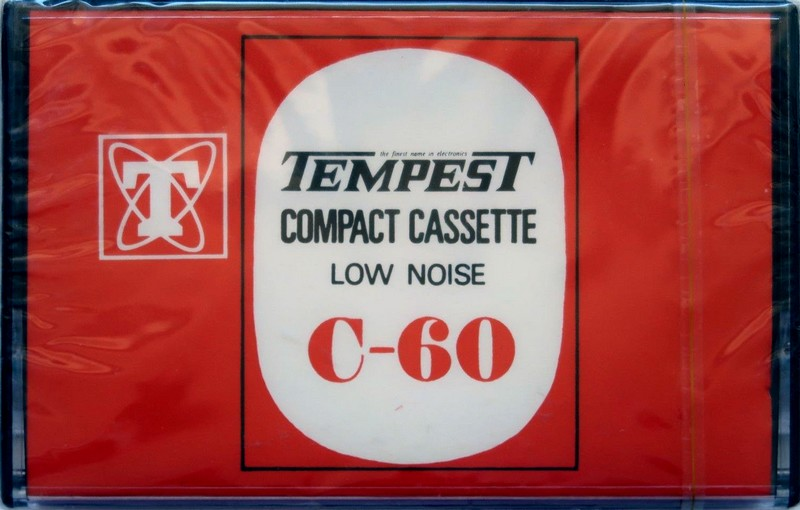 T
the finest name in electronics
TEMPEST
COMPACT CASSETTE
LOW NOISE
C-60